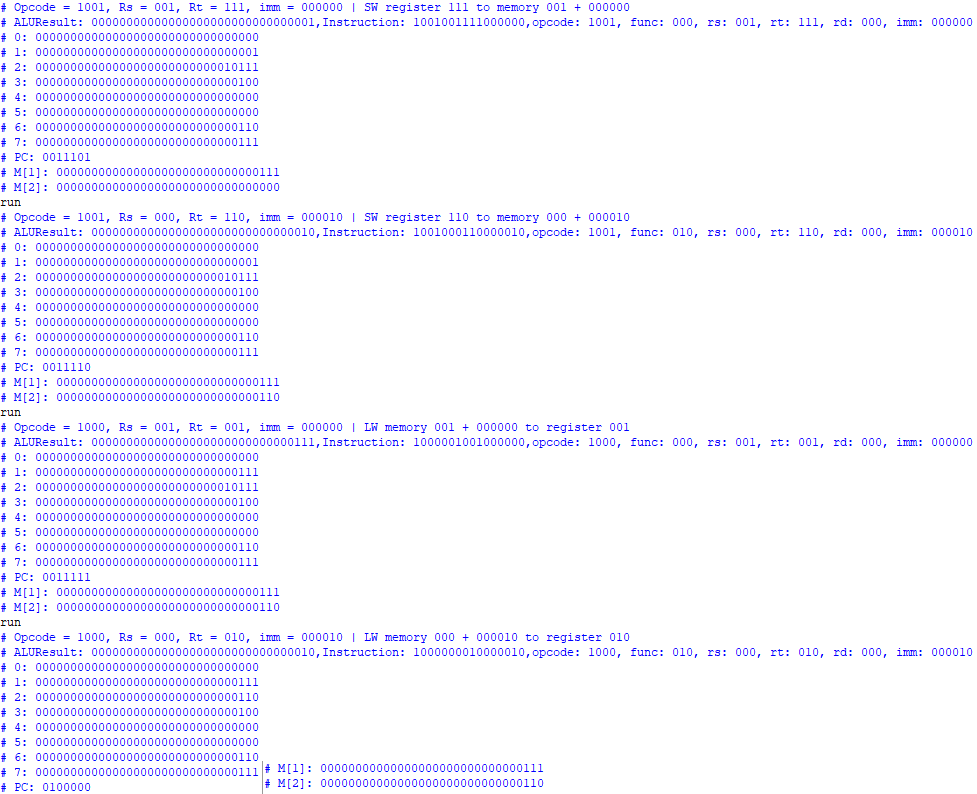 # Opcode = 1001, Rs = 001, Rt = 111, imm = 000000 | SW register 111 to memory 001 + 000000
# ALUResult: 00000000000000000000000000000001,Instruction: 1001001111000000,opcode: 1001, func: 000, rs: 001, rt: 111, rd: 000, imm: 000000
# 0: 00000000000000000000000000000000
# 1: 00000000000000000000000000000001
# 2: 00000000000000000000000000010111
# 3: 00000000000000000000000000000100
# 4: 00000000000000000000000000000000
# 5: 00000000000000000000000000000000
# 6: 00000000000000000000000000000110
# 7: 00000000000000000000000000000111
# PC: 0011101
# M[1]: 00000000000000000000000000000111
# M[2]: 00000000000000000000000000000000
run
# Opcode = 1001, Rs = 000, Rt = 110, imm = 000010 | SW register 110 to memory 000 + 000010
# ALUResult: 00000000000000000000000000000010,Instruction: 1001000110000010,opcode: 1001, func: 010, rs: 000, rt: 110, rd: 000, imm: 000010
# 0: 00000000000000000000000000000000
# 1: 00000000000000000000000000000001
# 2: 00000000000000000000000000010111
# 3: 00000000000000000000000000000100
# 4: 00000000000000000000000000000000
# 5: 00000000000000000000000000000000
# 6: 00000000000000000000000000000110
# 7: 00000000000000000000000000000111
# PC: 0011110
# M[1]: 00000000000000000000000000000111
# M[2]: 00000000000000000000000000000110
run
# Opcode = 1000, Rs = 001, Rt = 001, imm = 000000 | LW memory 001 + 000000 to register 001
# ALUResult: 00000000000000000000000000000111,Instruction: 1000001001000000,opcode: 1000, func: 000, rs: 001, rt: 001, rd: 000, imm: 000000
# 0: 00000000000000000000000000000000
# 1: 00000000000000000000000000000111
# 2: 00000000000000000000000000010111
# 3: 00000000000000000000000000000100
# 4: 00000000000000000000000000000000
# 5: 00000000000000000000000000000000
# 6: 00000000000000000000000000000110
# 7: 00000000000000000000000000000111
# PC: 0011111
# M[1]: 00000000000000000000000000000111
# M[2]: 00000000000000000000000000000110
run
# Opcode = 1000, Rs = 000, Rt = 010, imm = 000010 | LW memory 000 + 000010 to register 010
# ALUResult: 00000000000000000000000000000010,Instruction: 1000000010000010,opcode: 1000, func: 010, rs: 000, rt: 010, rd: 000, imm: 000010
# 0: 00000000000000000000000000000000
# 1: 00000000000000000000000000000111
# 2: 00000000000000000000000000000110
# 3: 00000000000000000000000000000100
# 4: 00000000000000000000000000000000
# 5: 00000000000000000000000000000000
# 6: 00000000000000000000000000000110
# 7: 00000000000000000000000000000111
# PC: 0100000
# M[1]: 00000000000000000000000000000111
# M[2]: 00000000000000000000000000000110